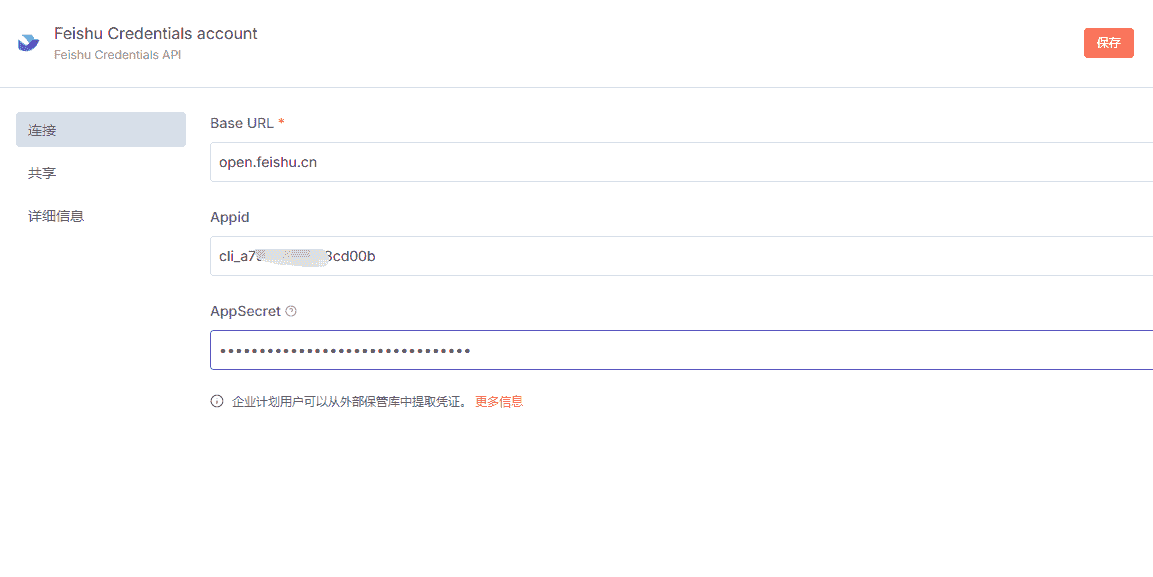 Feishu Credentials account
Feishu Credentials API
保存
连接
共享
详细信息
Base URL *
open.feishu.cn
Appid
cli_a7 3cd00b
AppSecret
••••••••••••••••••••••••••••••••
企业计划用户可以从外部保管库中提取凭证。 更多信息